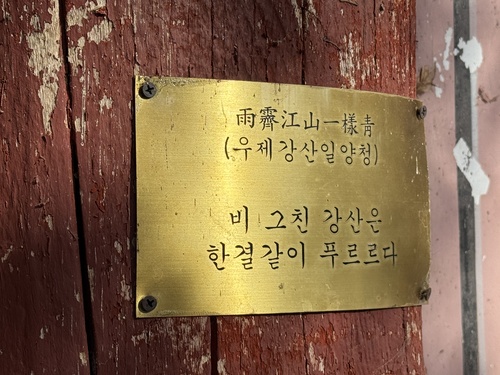 雨霽江山一樣靑
(우제강산일양청)
비 그친 강산은
한결같이 푸르르다